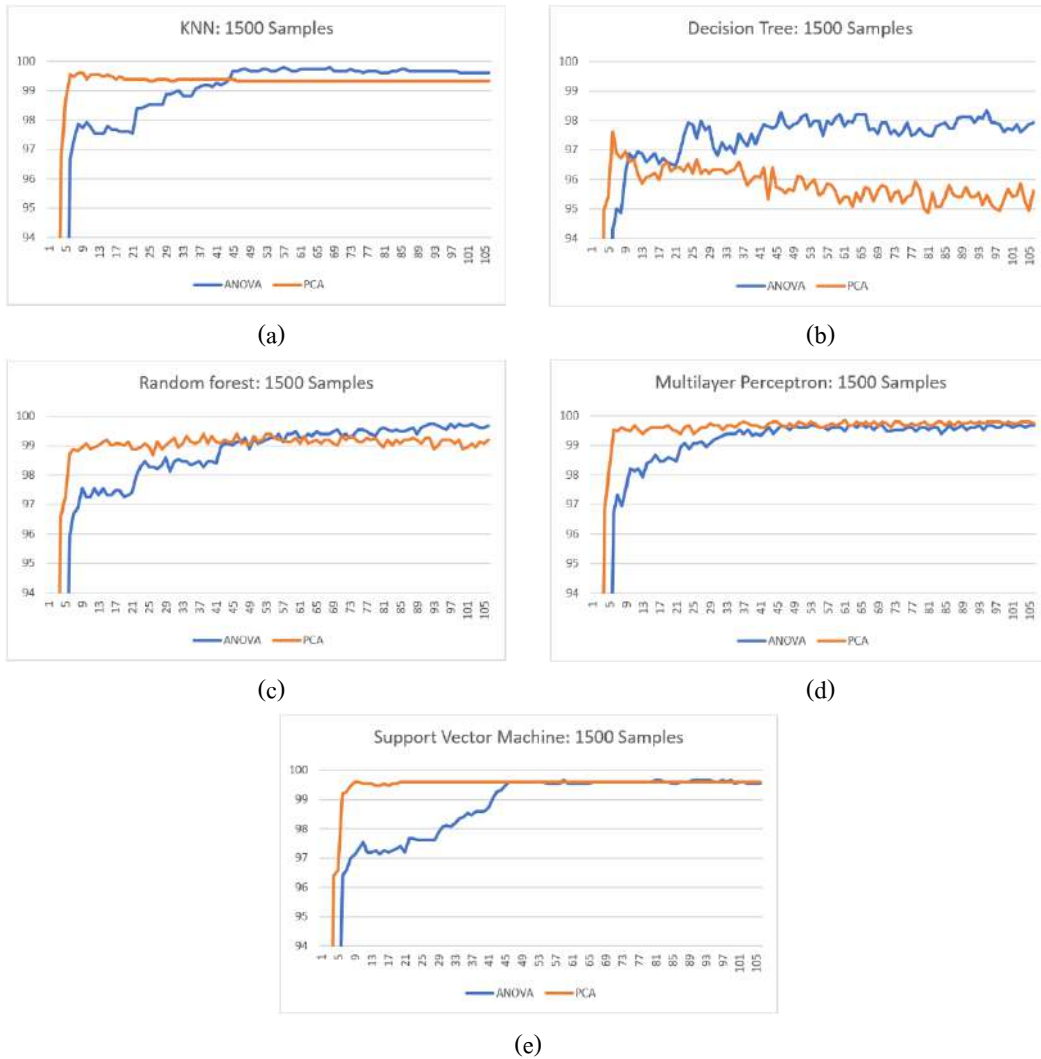 KNN: 1500 Samples
100
99
98
97
96
95
94
1 5 9 13 17 21 25 29 33 37 41 45 49 53 57 61 65 69 73 77 81 85 89 93 97 101 105
ANOVA PCA
(a)
Decision Tree: 1500 Samples
100
99
98
97
96
95
94
1 5 9 13 17 21 25 29 33 37 41 45 49 53 57 61 65 69 73 77 81 85 89 93 97 101 105
ANOVA PCA
(b)
Random forest: 1500 Samples
100
99
98
97
96
95
94
1 5 9 13 17 21 25 29 33 37 41 45 49 53 57 61 65 69 73 77 81 85 89 93 97 101 105
ANOVA PCA
(c)
Multilayer Perceptron: 1500 Samples
100
99
98
97
96
95
94
1 5 9 13 17 21 25 29 33 37 41 45 49 53 57 61 65 69 73 77 81 85 89 93 97 101 105
ANOVA PCA
(d)
Support Vector Machine: 1500 Samples
100
99
98
97
96
95
94
1 5 9 13 17 21 25 29 33 37 41 45 49 53 57 61 65 69 73 77 81 85 89 93 97 101 105
ANOVA PCA
(e)